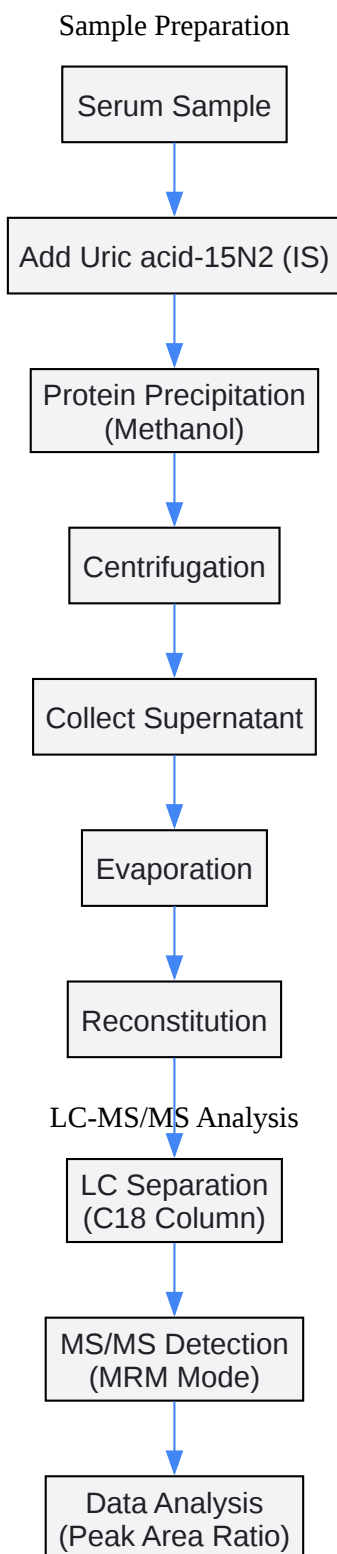 Sample Preparation
Serum Sample
Add Uric acid-15N2 (IS)
Protein Precipitation
(Methanol)
Centrifugation
Collect Supernatant
Evaporation
Reconstitution
LC-MS/MS Analysis
LC Separation
(C18 Column)
MS/MS Detection
(MRM Mode)
Data Analysis
(Peak Area Ratio)